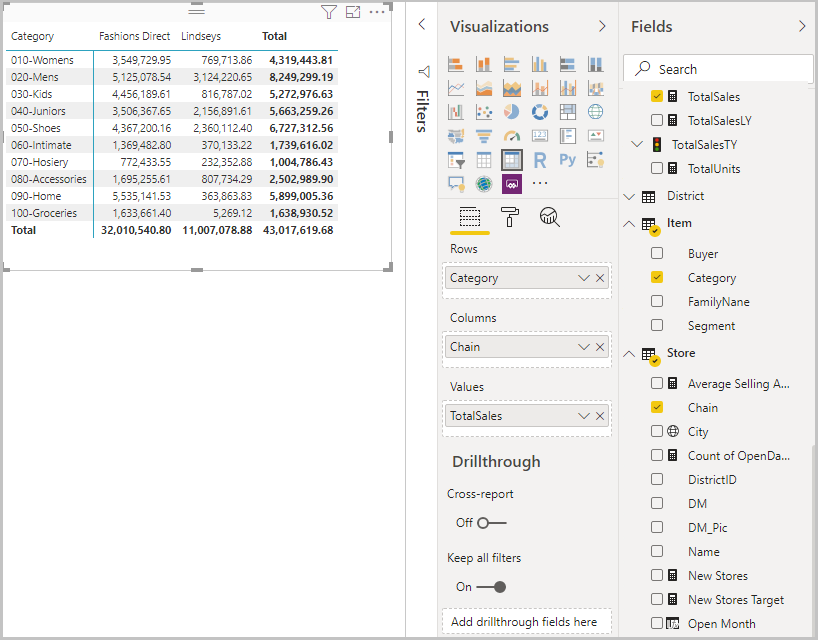 Category Fashions Direct Lindseys Total
010-Womens 3,549,729.95 769,713.86 4,319,443.81
020-Mens 5,125,078.54 3,124,220.65 8,249,299.19
030-Kids 4,456,189.61 816,787.02 5,272,976.63
040-Juniors 3,506,367.65 2,156,891.61 5,663,259.26
050-Shoes 4,367,200.16 2,360,112.40 6,727,312.56
060-Intimate 1,369,482.80 370,133.22 1,739,616.02
070-Hosiery 772,433.55 232,352.88 1,004,786.43
080-Accessories 1,695,255.61 807,734.29 2,502,989.90
090-Home 5,535,141.53 363,863.83 5,899,005.36
100-Groceries 1,633,661.40 5,269.12 1,638,930.52
Total 32,010,540.80 11,007,078.88 43,017,619.68
Filters
Visualizations
123
R Py
Rows
Category
Columns
Chain
Values
TotalSales
Drillthrough
Cross-report
Off
Keep all filters
On
Add drillthrough fields here
Fields
Search
TotalSales
TotalSalesLY
TotalSalesTY
TotalUnits
District
Item
Buyer
Category
FamilyNane
Segment
Store
Average Selling A...
Chain
City
Count of OpenDa...
DistrictID
DM
DM_Pic
Name
New Stores
New Stores Target
Open Month